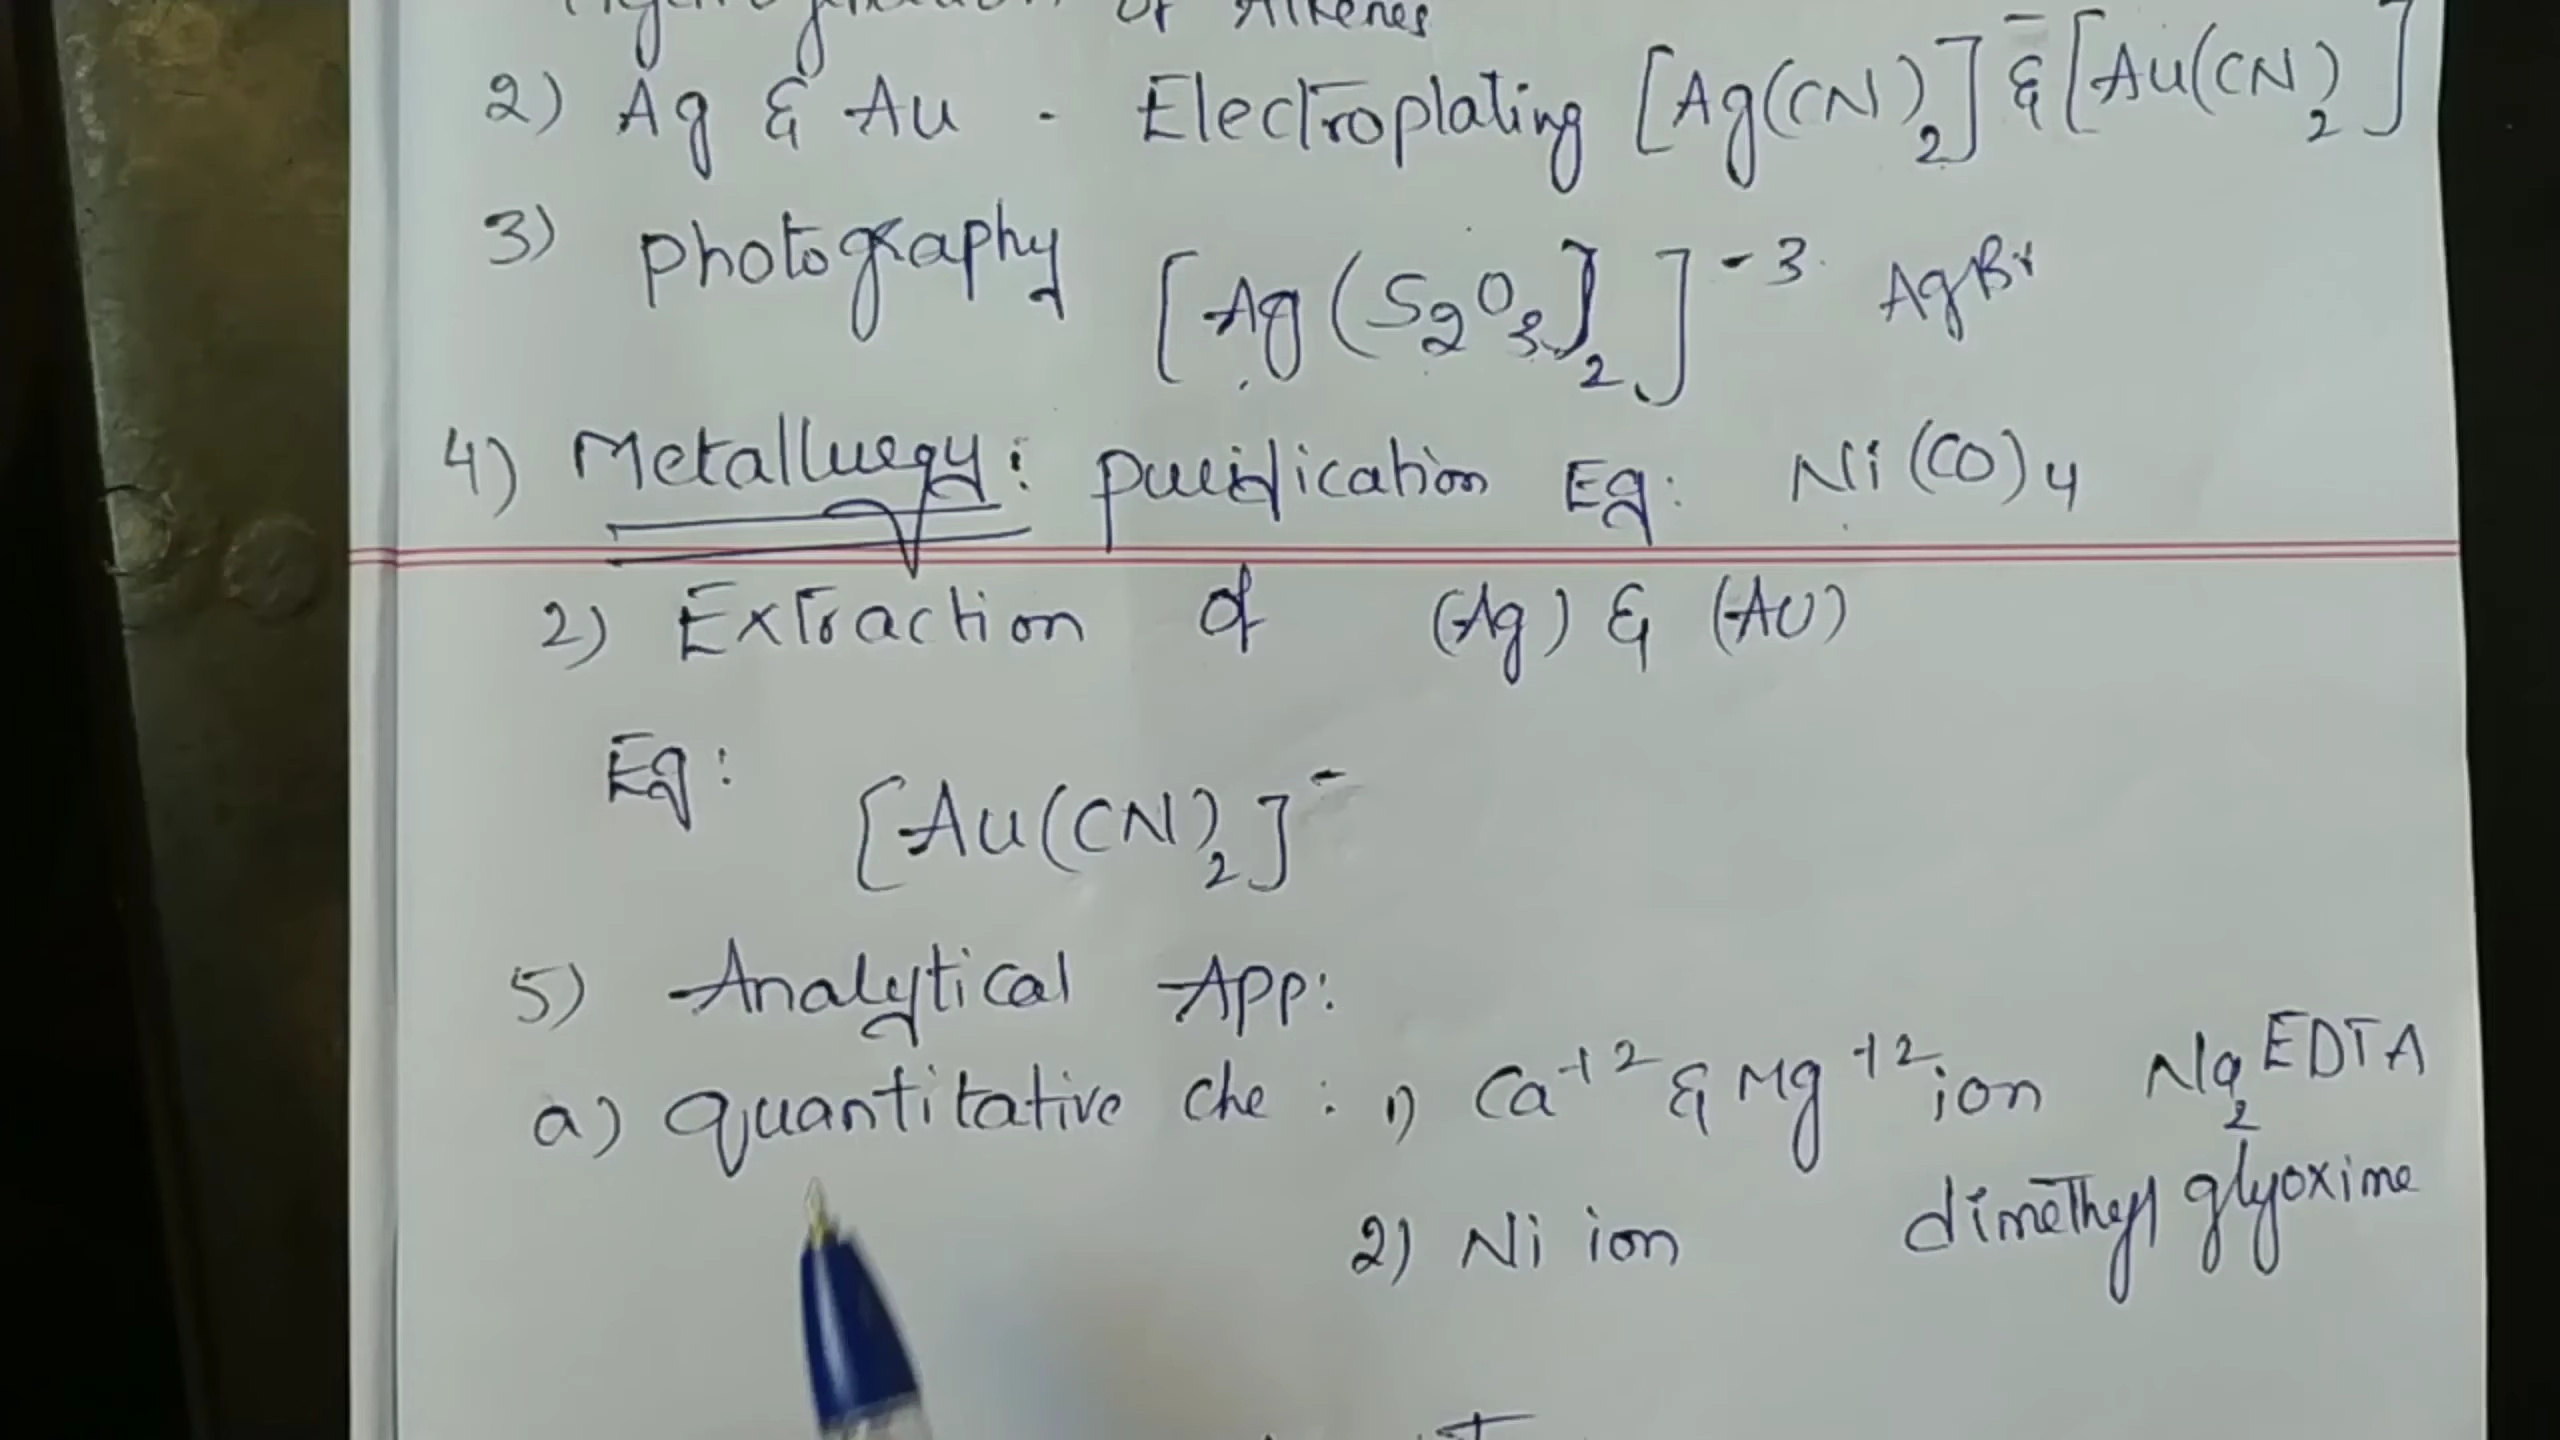 of Alkenes
2) Ag & Au - Electroplating [Ag(CN)₂]⁻ & [Au(CN)₂]
3) photography [Ag(S₂O₃)₂]⁻³ AgBr
4) Metallurgy: purification Eg: Ni(CO)₄
2) Extraction of (Ag) & (Au)
Eg: [Au(CN)₂]⁻
5) Analytical App:
a) quantitative che : 1) Ca⁺² & Mg⁺² ion Na₂EDTA
2) Ni ion dimethyl glyoxime